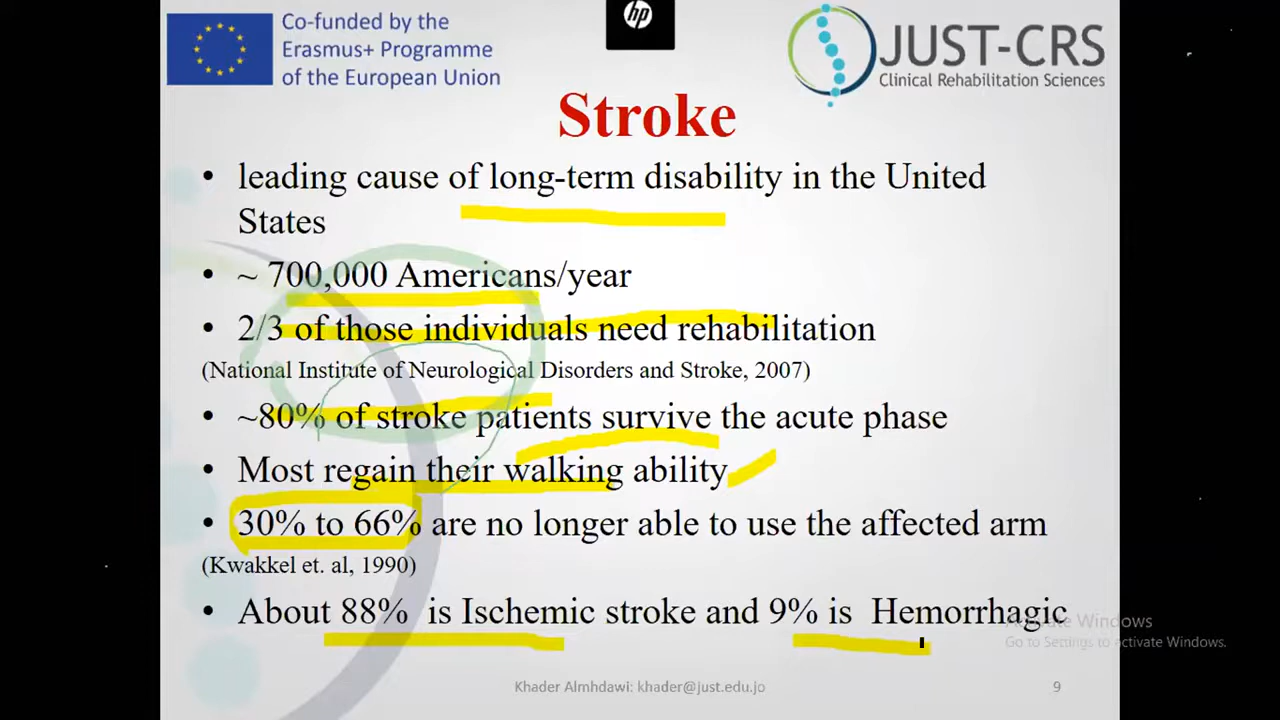 Co-funded by the
Erasmus+ Programme
of the European Union
hp
JUST-CRS
Clinical Rehabilitation Sciences
Stroke
• leading cause of long-term disability in the United
States
• ~ 700,000 Americans/year
• 2/3 of those individuals need rehabilitation
(National Institute of Neurological Disorders and Stroke, 2007)
• ~80% of stroke patients survive the acute phase
• Most regain their walking ability
• 30% to 66% are no longer able to use the affected arm
(Kwakkel et. al, 1990)
• About 88% is Ischemic stroke and 9% is Hemorrhagic
Activate Windows
Go to Settings to activate Windows.
Khader Almhdawi: khader@just.edu.jo
9